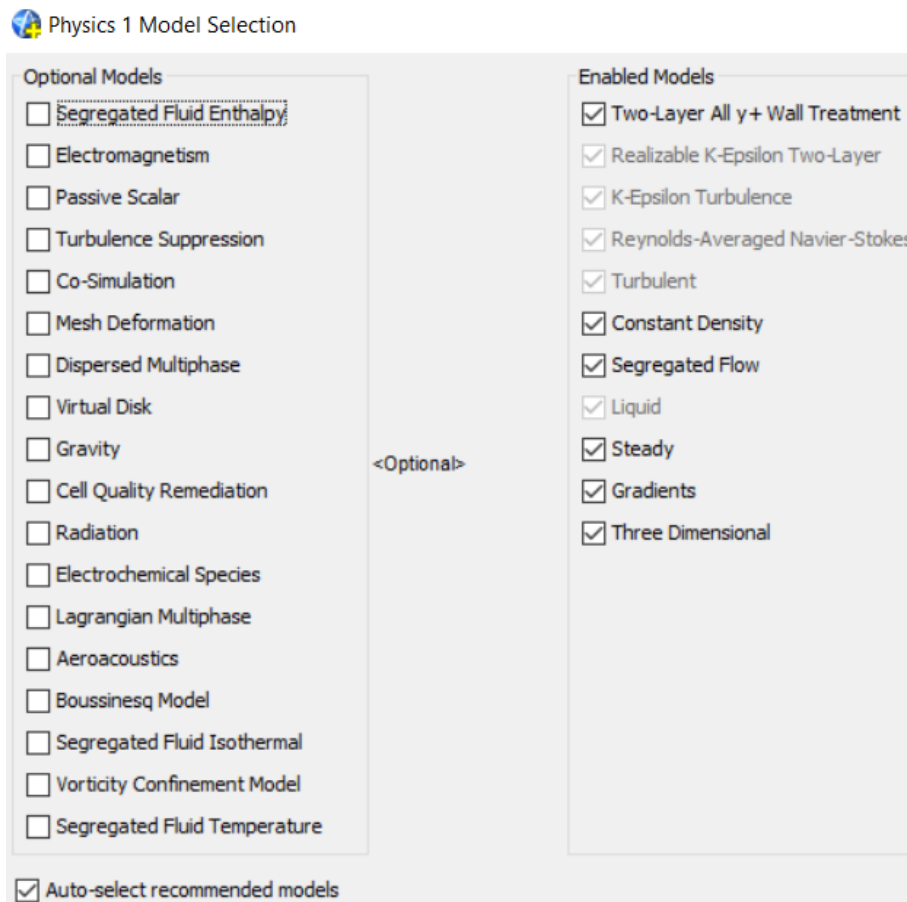 Physics 1 Model Selection
Optional Models
Segregated Fluid Enthalpy
Electromagnetism
Passive Scalar
Turbulence Suppression
Co-Simulation
Mesh Deformation
Dispersed Multiphase
Virtual Disk
Gravity
Cell Quality Remediation
Radiation
Electrochemical Species
Lagrangian Multiphase
Aeroacoustics
Boussinesq Model
Segregated Fluid Isothermal
Vorticity Confinement Model
Segregated Fluid Temperature
<Optional>
Enabled Models
Two-Layer All y+ Wall Treatment
Realizable K-Epsilon Two-Layer
K-Epsilon Turbulence
Reynolds-Averaged Navier-Stokes
Turbulent
Constant Density
Segregated Flow
Liquid
Steady
Gradients
Three Dimensional
Auto-select recommended models